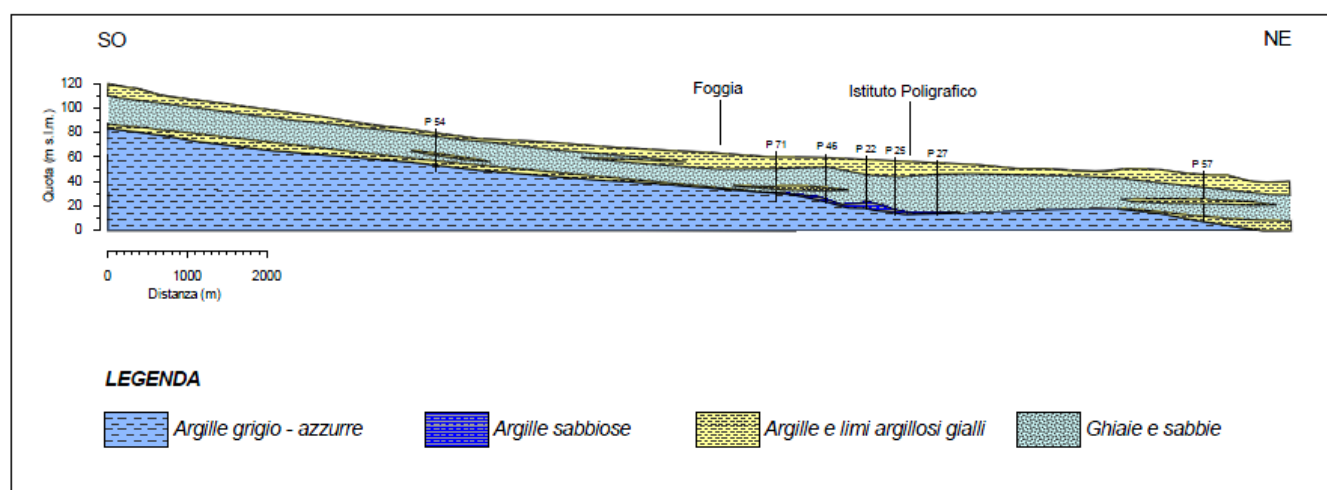 SO
NE
Foggia
Istituto Poligrafico
P 54
P 71
P 46
P 22
P 25
P 27
P 57
Quota (m s.l.m.)
120
100
80
60
40
20
0
0 1000 2000
Distanza (m)
LEGENDA
Argille grigio - azzurre
Argille sabbiose
Argille e limi argillosi gialli
Ghiaie e sabbie